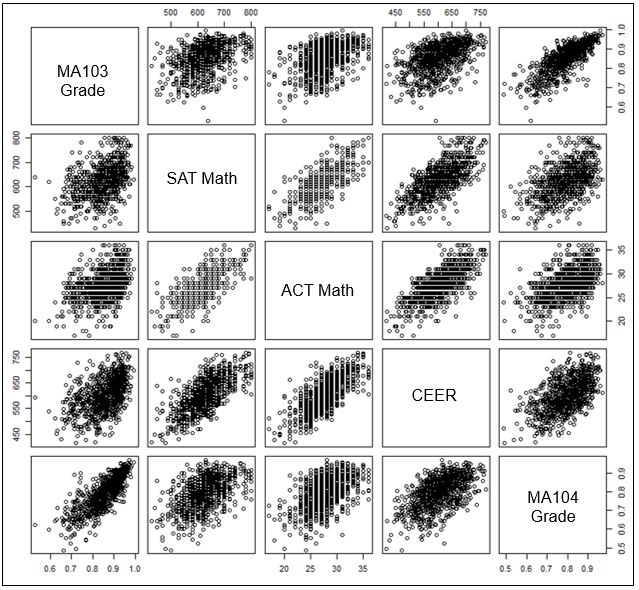 500 600 700 800
450 550 650 750
MA103
Grade
0.6 0.7 0.8 0.9 1.0
500 600 700 800
SAT Math
ACT Math
20 25 30 35
450 550 650 750
CEER
MA104
Grade
0.5 0.6 0.7 0.8 0.9
0.6 0.7 0.8 0.9 1.0
20 25 30 35
0.5 0.6 0.7 0.8 0.9